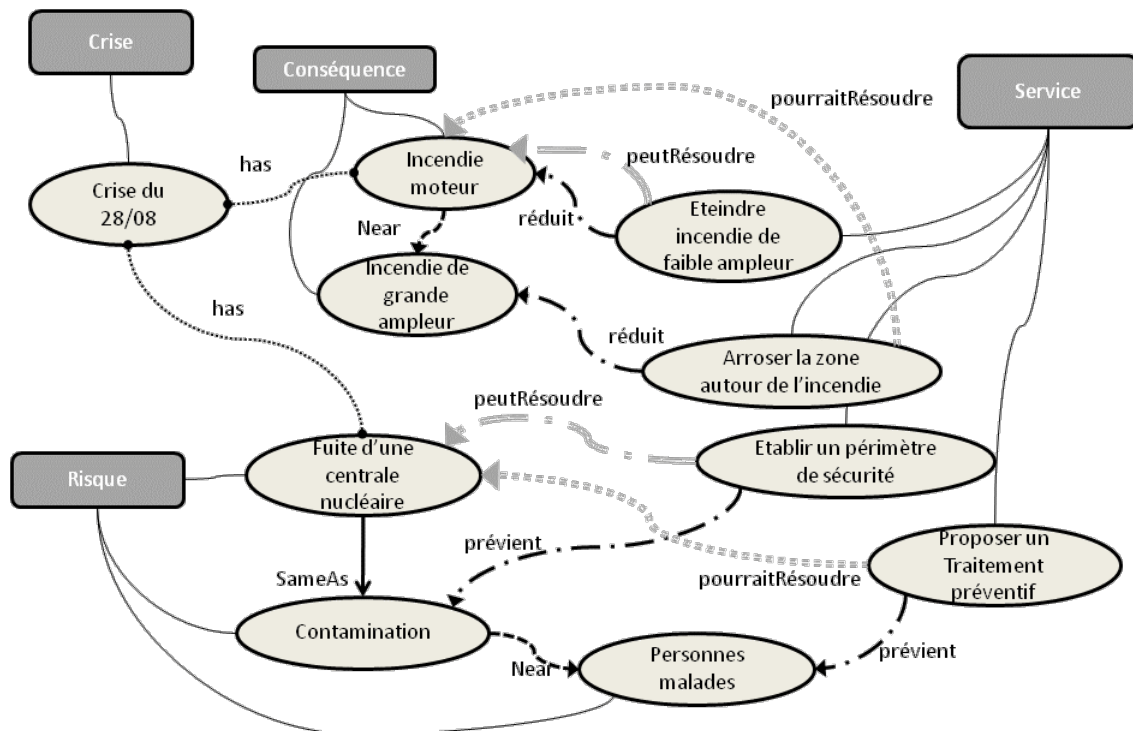 Crise
Conséquence
Service
pourraitRésoudre
has
Incendie
moteur
peutRésoudre
Crise du
28/08
réduit
Eteindre
incendie de
faible ampleur
Near
Incendie de
grande
ampleur
has
réduit
Arroser la zone
autour de l'incendie
peutRésoudre
Fuite d'une
centrale
nucléaire
Etablir un périmètre
de sécurité
Risque
prévient
Proposer un
Traitement
préventif
SameAs
pourraitRésoudre
Contamination
Near
Personnes
malades
prévient